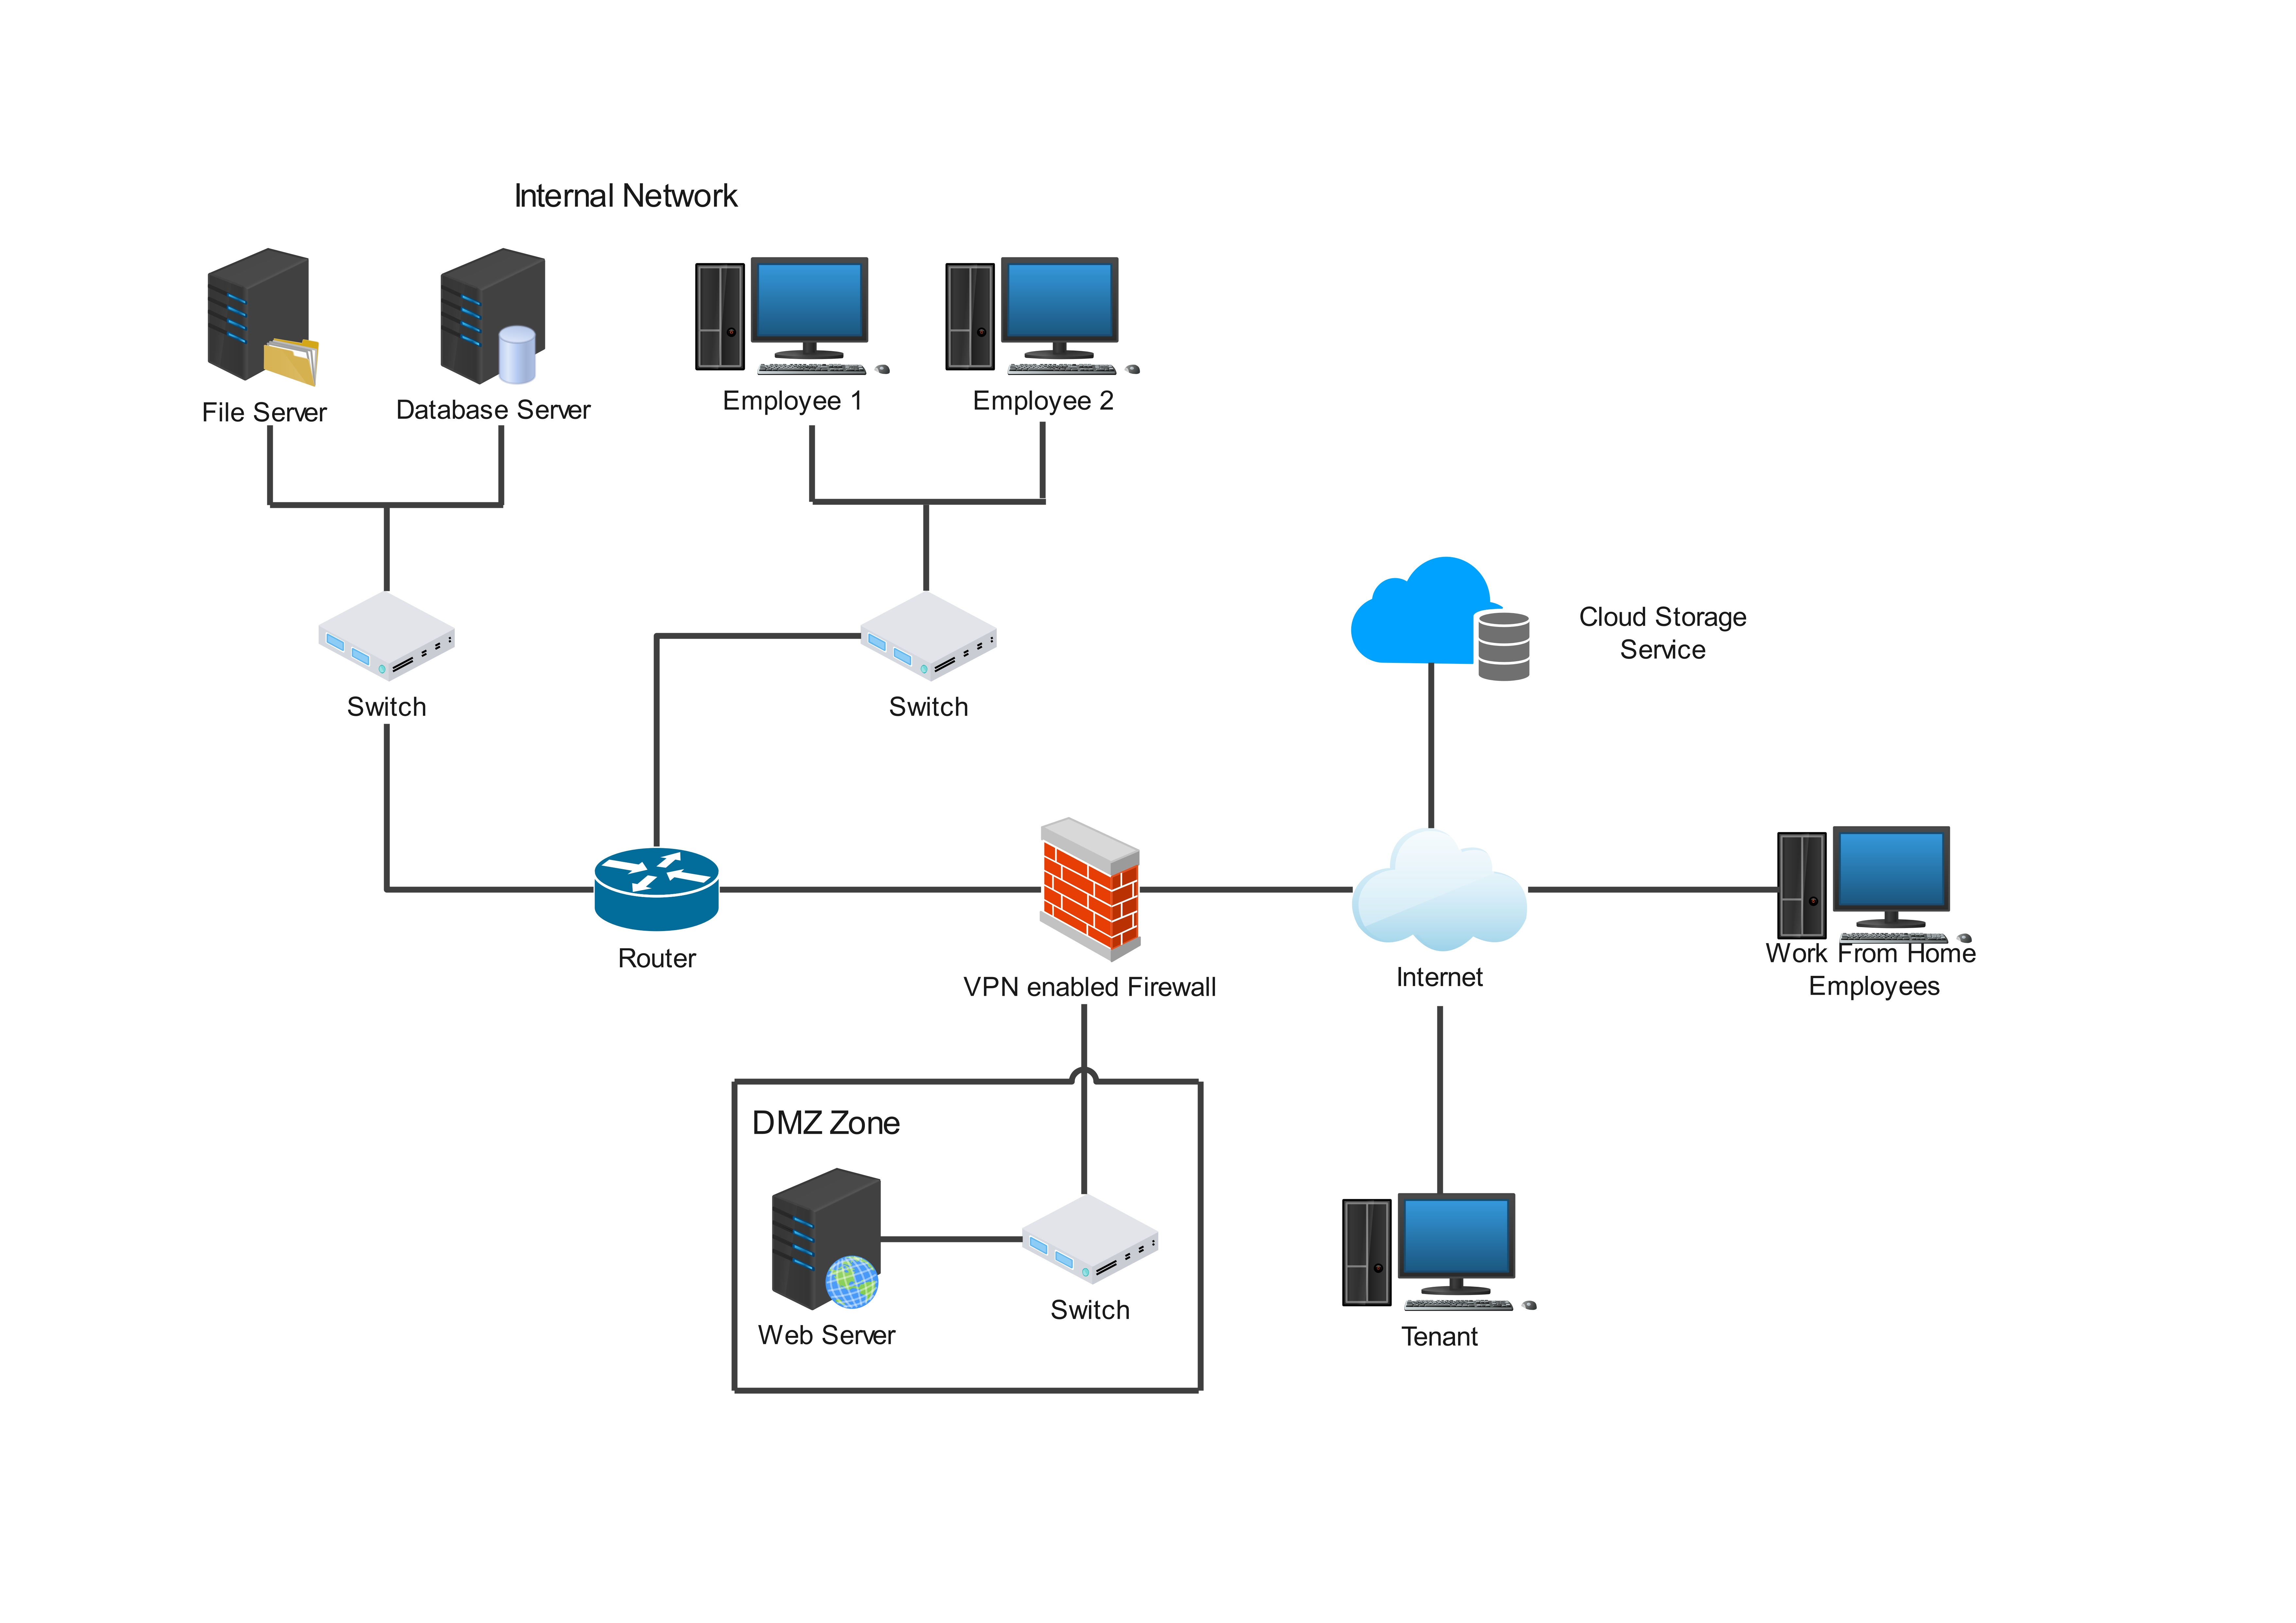 Internal Network
File Server
Database Server
Employee 1
Employee 2
Switch
Switch
Cloud Storage
Service
Router
VPN enabled Firewall
Internet
Work From Home
Employees
DMZ Zone
Web Server
Switch
Tenant